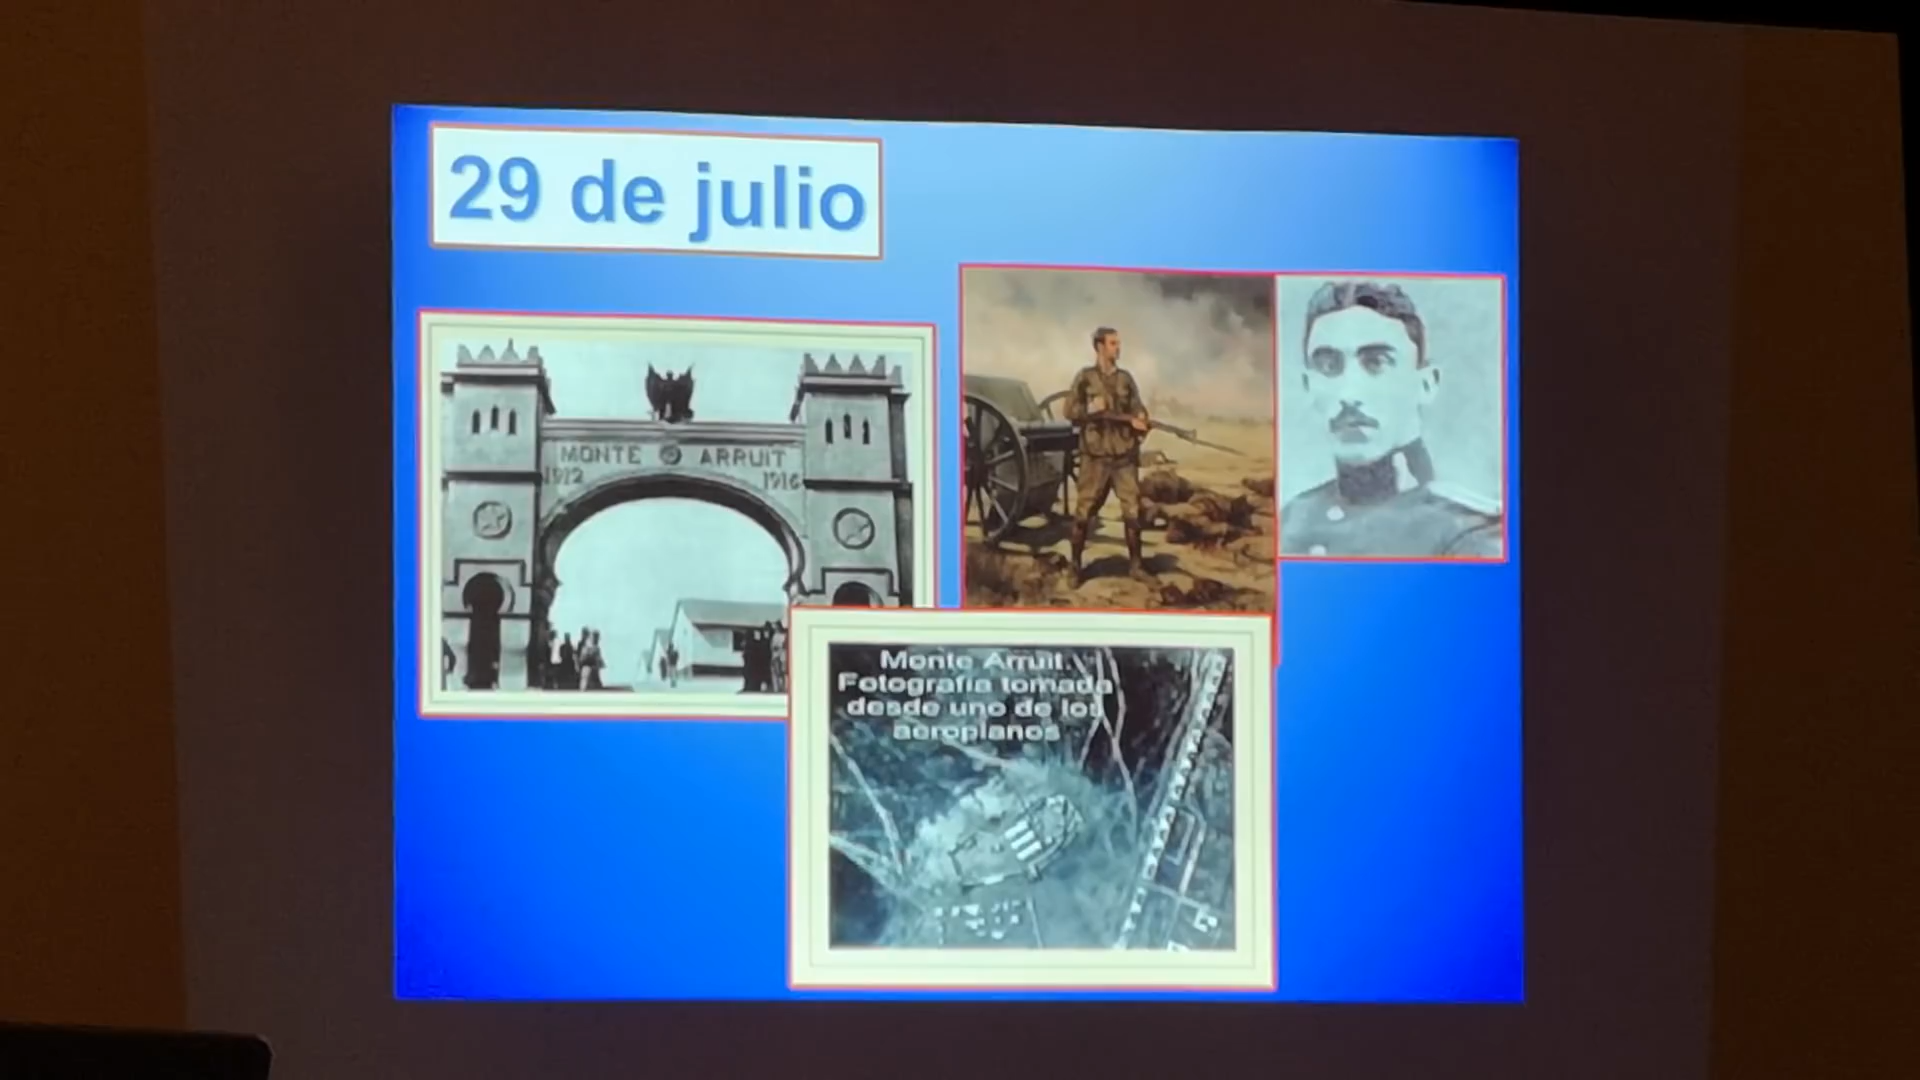 29 de julio
MONTE ARRUIT
1912 1916
Monte Arruit.
Fotografía tomada
desde uno de los
aeroplanos